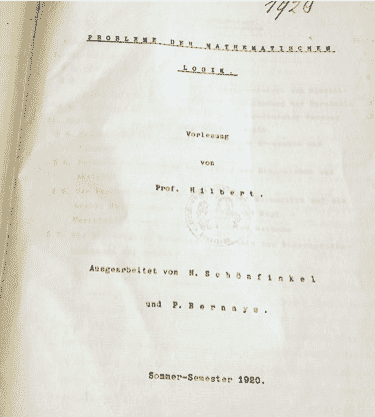 1920
PROBLEME DER MATHEMATISCHEN
LOGIK.
Vorlesung
von
Prof. Hilbert.
Ausgearbeitet von M. Schönfinkel
und P. Bernays.
Sommer-Semester 1920.